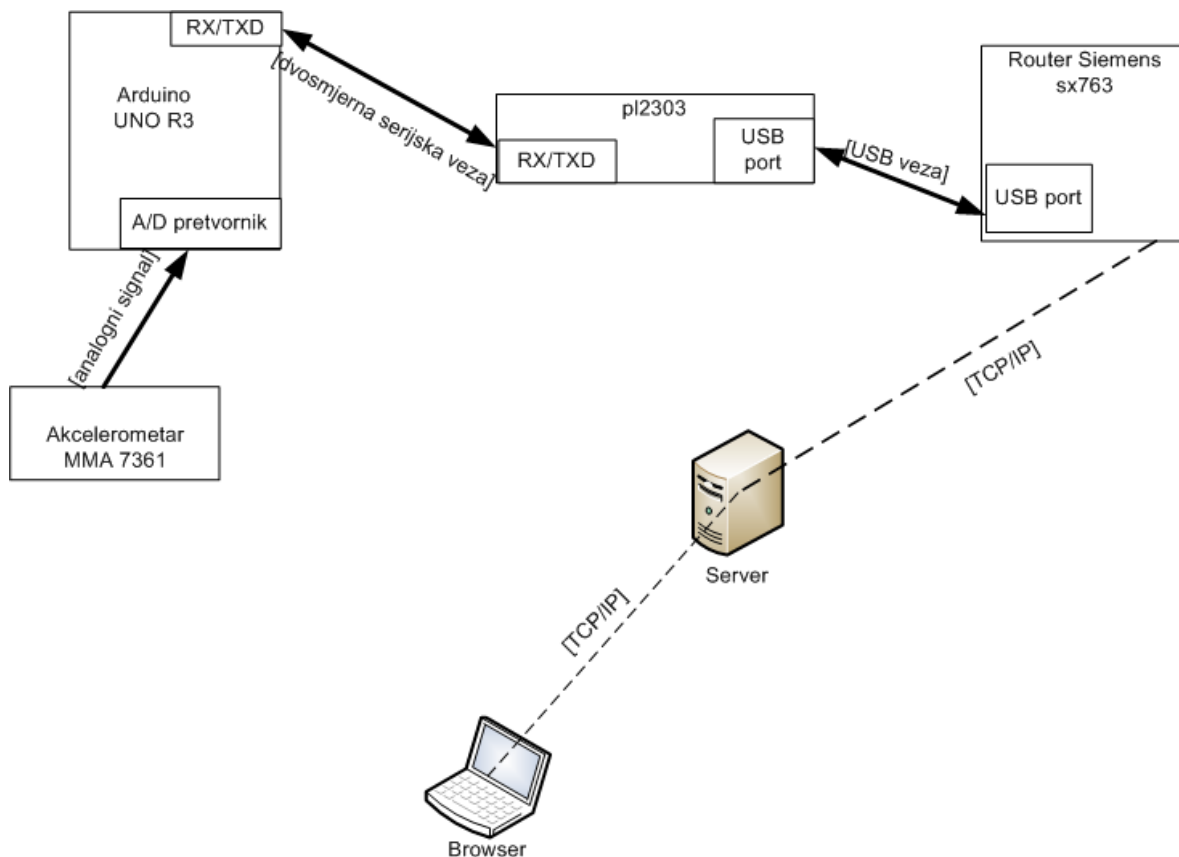 RX/TXD
Arduino
UNO R3
A/D pretvornik
[dvosmjerna serijska veza]
pl2303
RX/TXD
USB
port
[USB veza]
Router Siemens
sx763
USB port
[analogni signal]
Akcelerometar
MMA 7361
[TCP/IP]
Server
[TCP/IP]
Browser